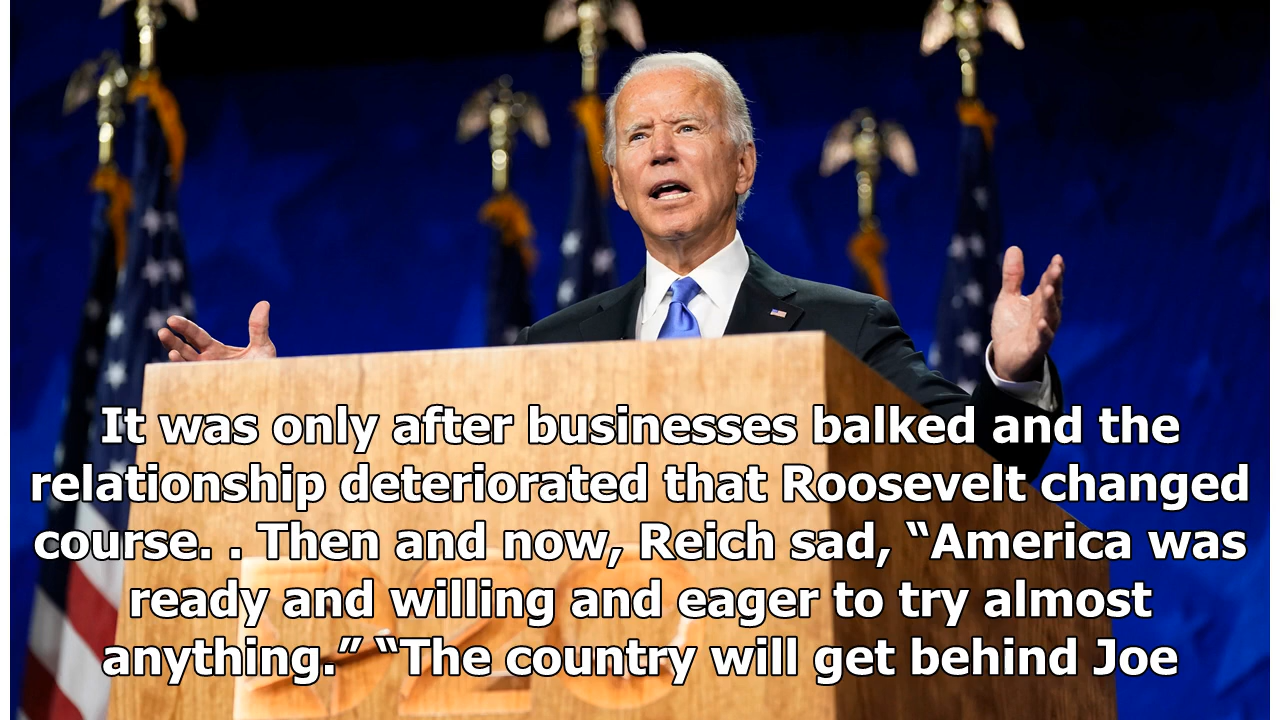 It was only after businesses balked and the
relationship deteriorated that Roosevelt changed
course. . Then and now, Reich sad, “America was
ready and willing and eager to try almost
anything.” “The country will get behind Joe
2020